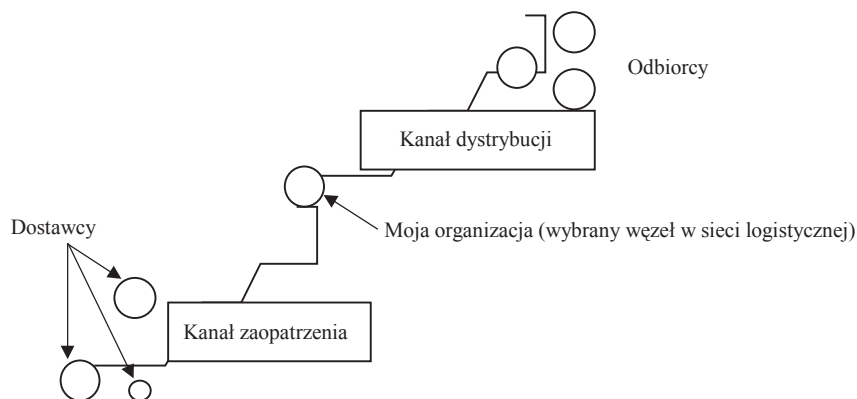 Odbiorcy
Kanał dystrybucji
Dostawcy
Moja organizacja (wybrany węzeł w sieci logistycznej)
Kanał zaopatrzenia